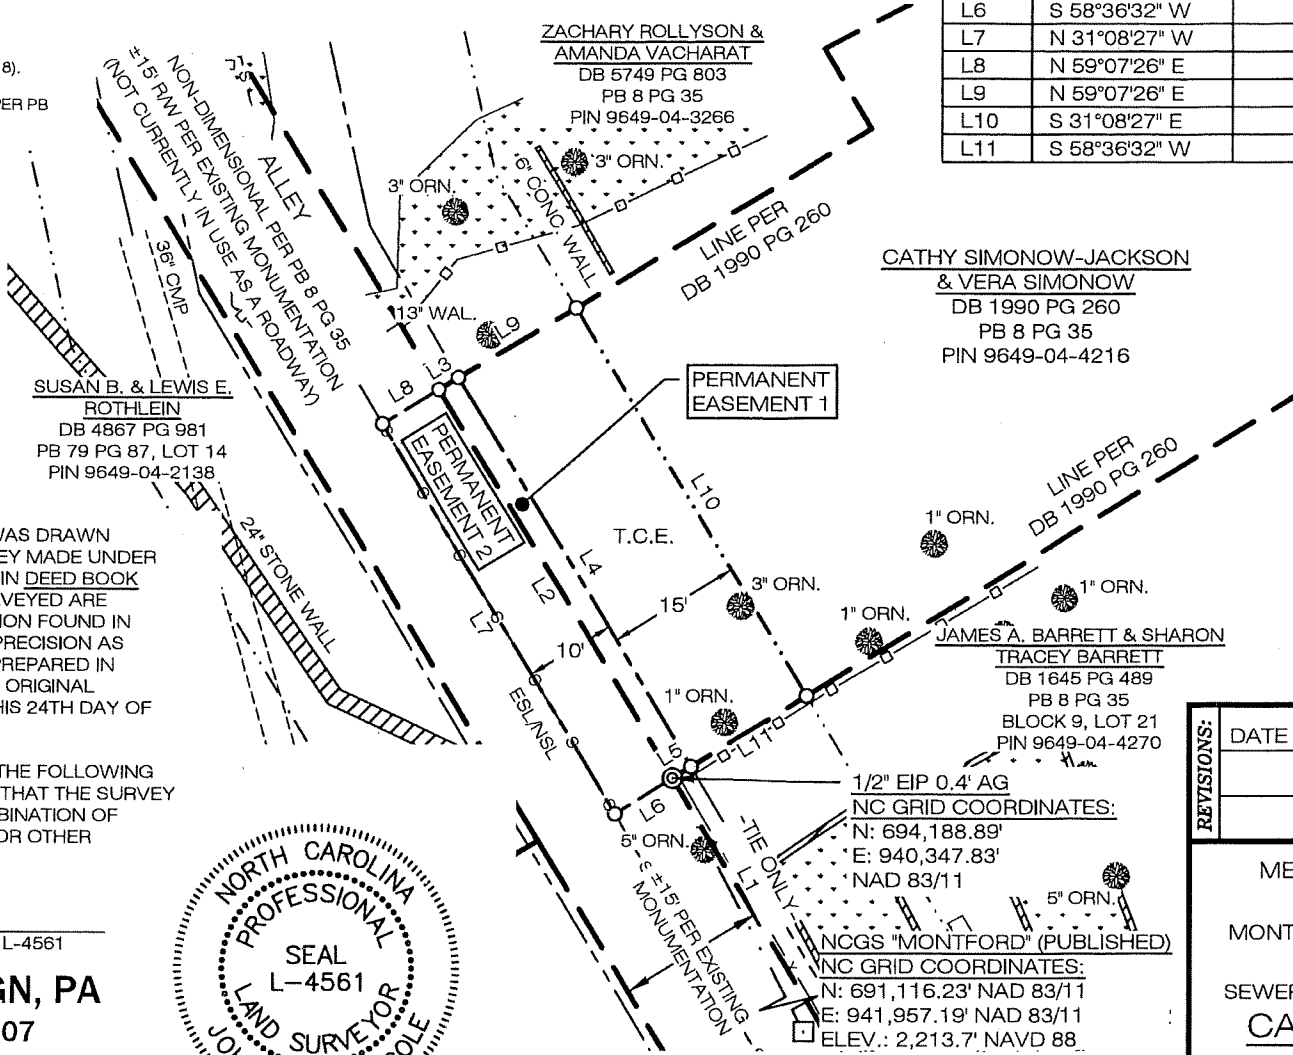 8).
PER PB
±15' R/W PER EXISTING MONUMENTATION
NON-DIMENSIONAL PER PB 8 PG 35
(NOT CURRENTLY IN USE AS A ROADWAY)
ALLEY
ZACHARY ROLLYSON &
AMANDA VACHARAT
DB 5749 PG 803
PB 8 PG 35
PIN 9649-04-3266
L6 S 58°36'32" W
L7 N 31°08'27" W
L8 N 59°07'26" E
L9 N 59°07'26" E
L10 S 31°08'27" E
L11 S 58°36'32" W
3" ORN.
3" ORN.
6" CONC. WALL
36" CMP
13" WAL.
L9
L3
L8
LINE PER
DB 1990 PG 260
CATHY SIMONOW-JACKSON
& VERA SIMONOW
DB 1990 PG 260
PB 8 PG 35
PIN 9649-04-4216
SUSAN B. & LEWIS E.
ROTHLEIN
DB 4867 PG 981
PB 79 PG 87, LOT 14
PIN 9649-04-2138
PERMANENT
EASEMENT 1
PERMANENT
EASEMENT 2
L10
LINE PER
DB 1990 PG 260
24" STONE WALL
T.C.E.
L4
L2
L7
15'
10'
3" ORN.
1" ORN.
1" ORN.
1" ORN.
1" ORN.
WAS DRAWN
EY MADE UNDER
IN DEED BOOK
RVEYED ARE
ION FOUND IN
PRECISION AS
PREPARED IN
ORIGINAL
HIS 24TH DAY OF
JAMES A. BARRETT & SHARON
TRACEY BARRETT
DB 1645 PG 489
PB 8 PG 35
BLOCK 9, LOT 21
PIN 9649-04-4270
ESL/NSL
L5
L11
L6
THE FOLLOWING
THAT THE SURVEY
BINATION OF
OR OTHER
1/2" EIP 0.4' AG
NC GRID COORDINATES:
N: 694,188.89'
E: 940,347.83'
NAD 83/11
REVISIONS:
DATE
5" ORN.
TIE ONLY
L1
±15' PER EXISTING
MONUMENTATION
5" ORN.
NCGS "MONTFORD" (PUBLISHED)
NC GRID COORDINATES:
N: 691,116.23' NAD 83/11
E: 941,957.19' NAD 83/11
ELEV.: 2,213.7' NAVD 88
NORTH CAROLINA
PROFESSIONAL
SEAL
L-4561
LAND SURVEYOR
L-4561
GN, PA
07
ME
MONT
SEWER
CA